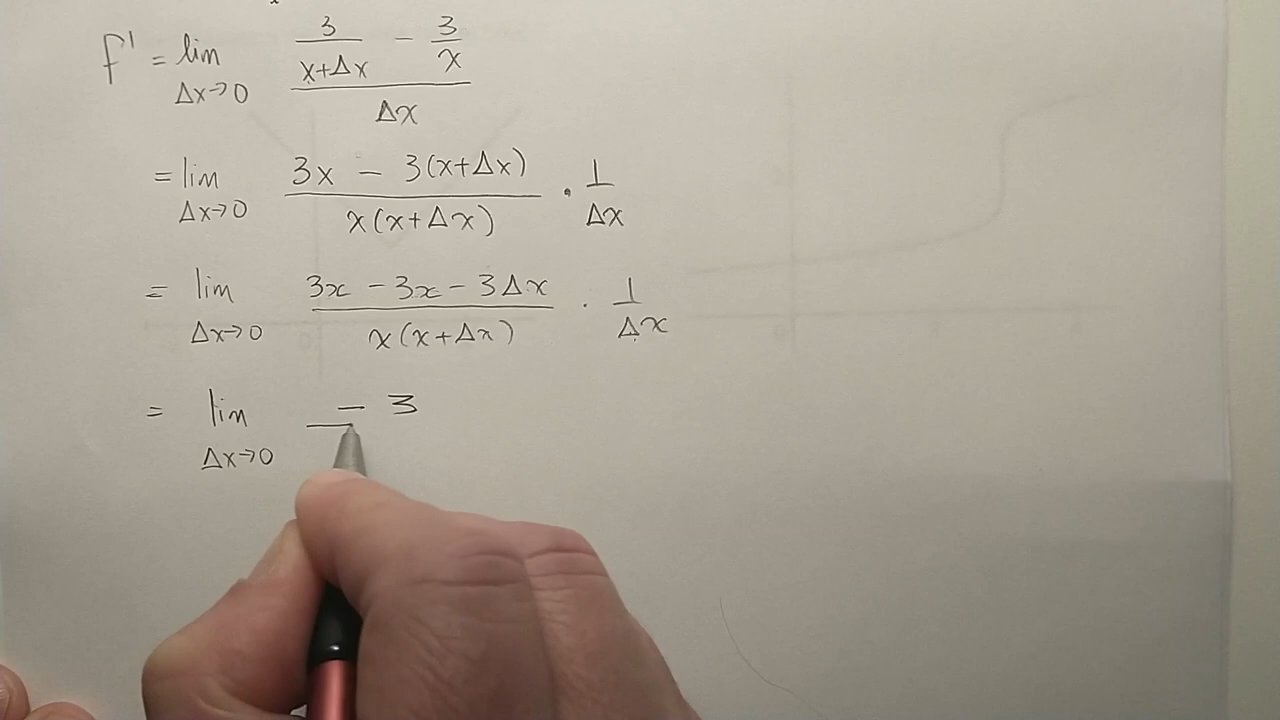 f' = lim Δx→0 (3/(x+Δx) - 3/x)/Δx
= lim Δx→0 (3x - 3(x+Δx))/(x(x+Δx)) · 1/Δx
= lim Δx→0 (3x - 3x - 3Δx)/(x(x+Δx)) · 1/Δx
= lim Δx→0 - 3